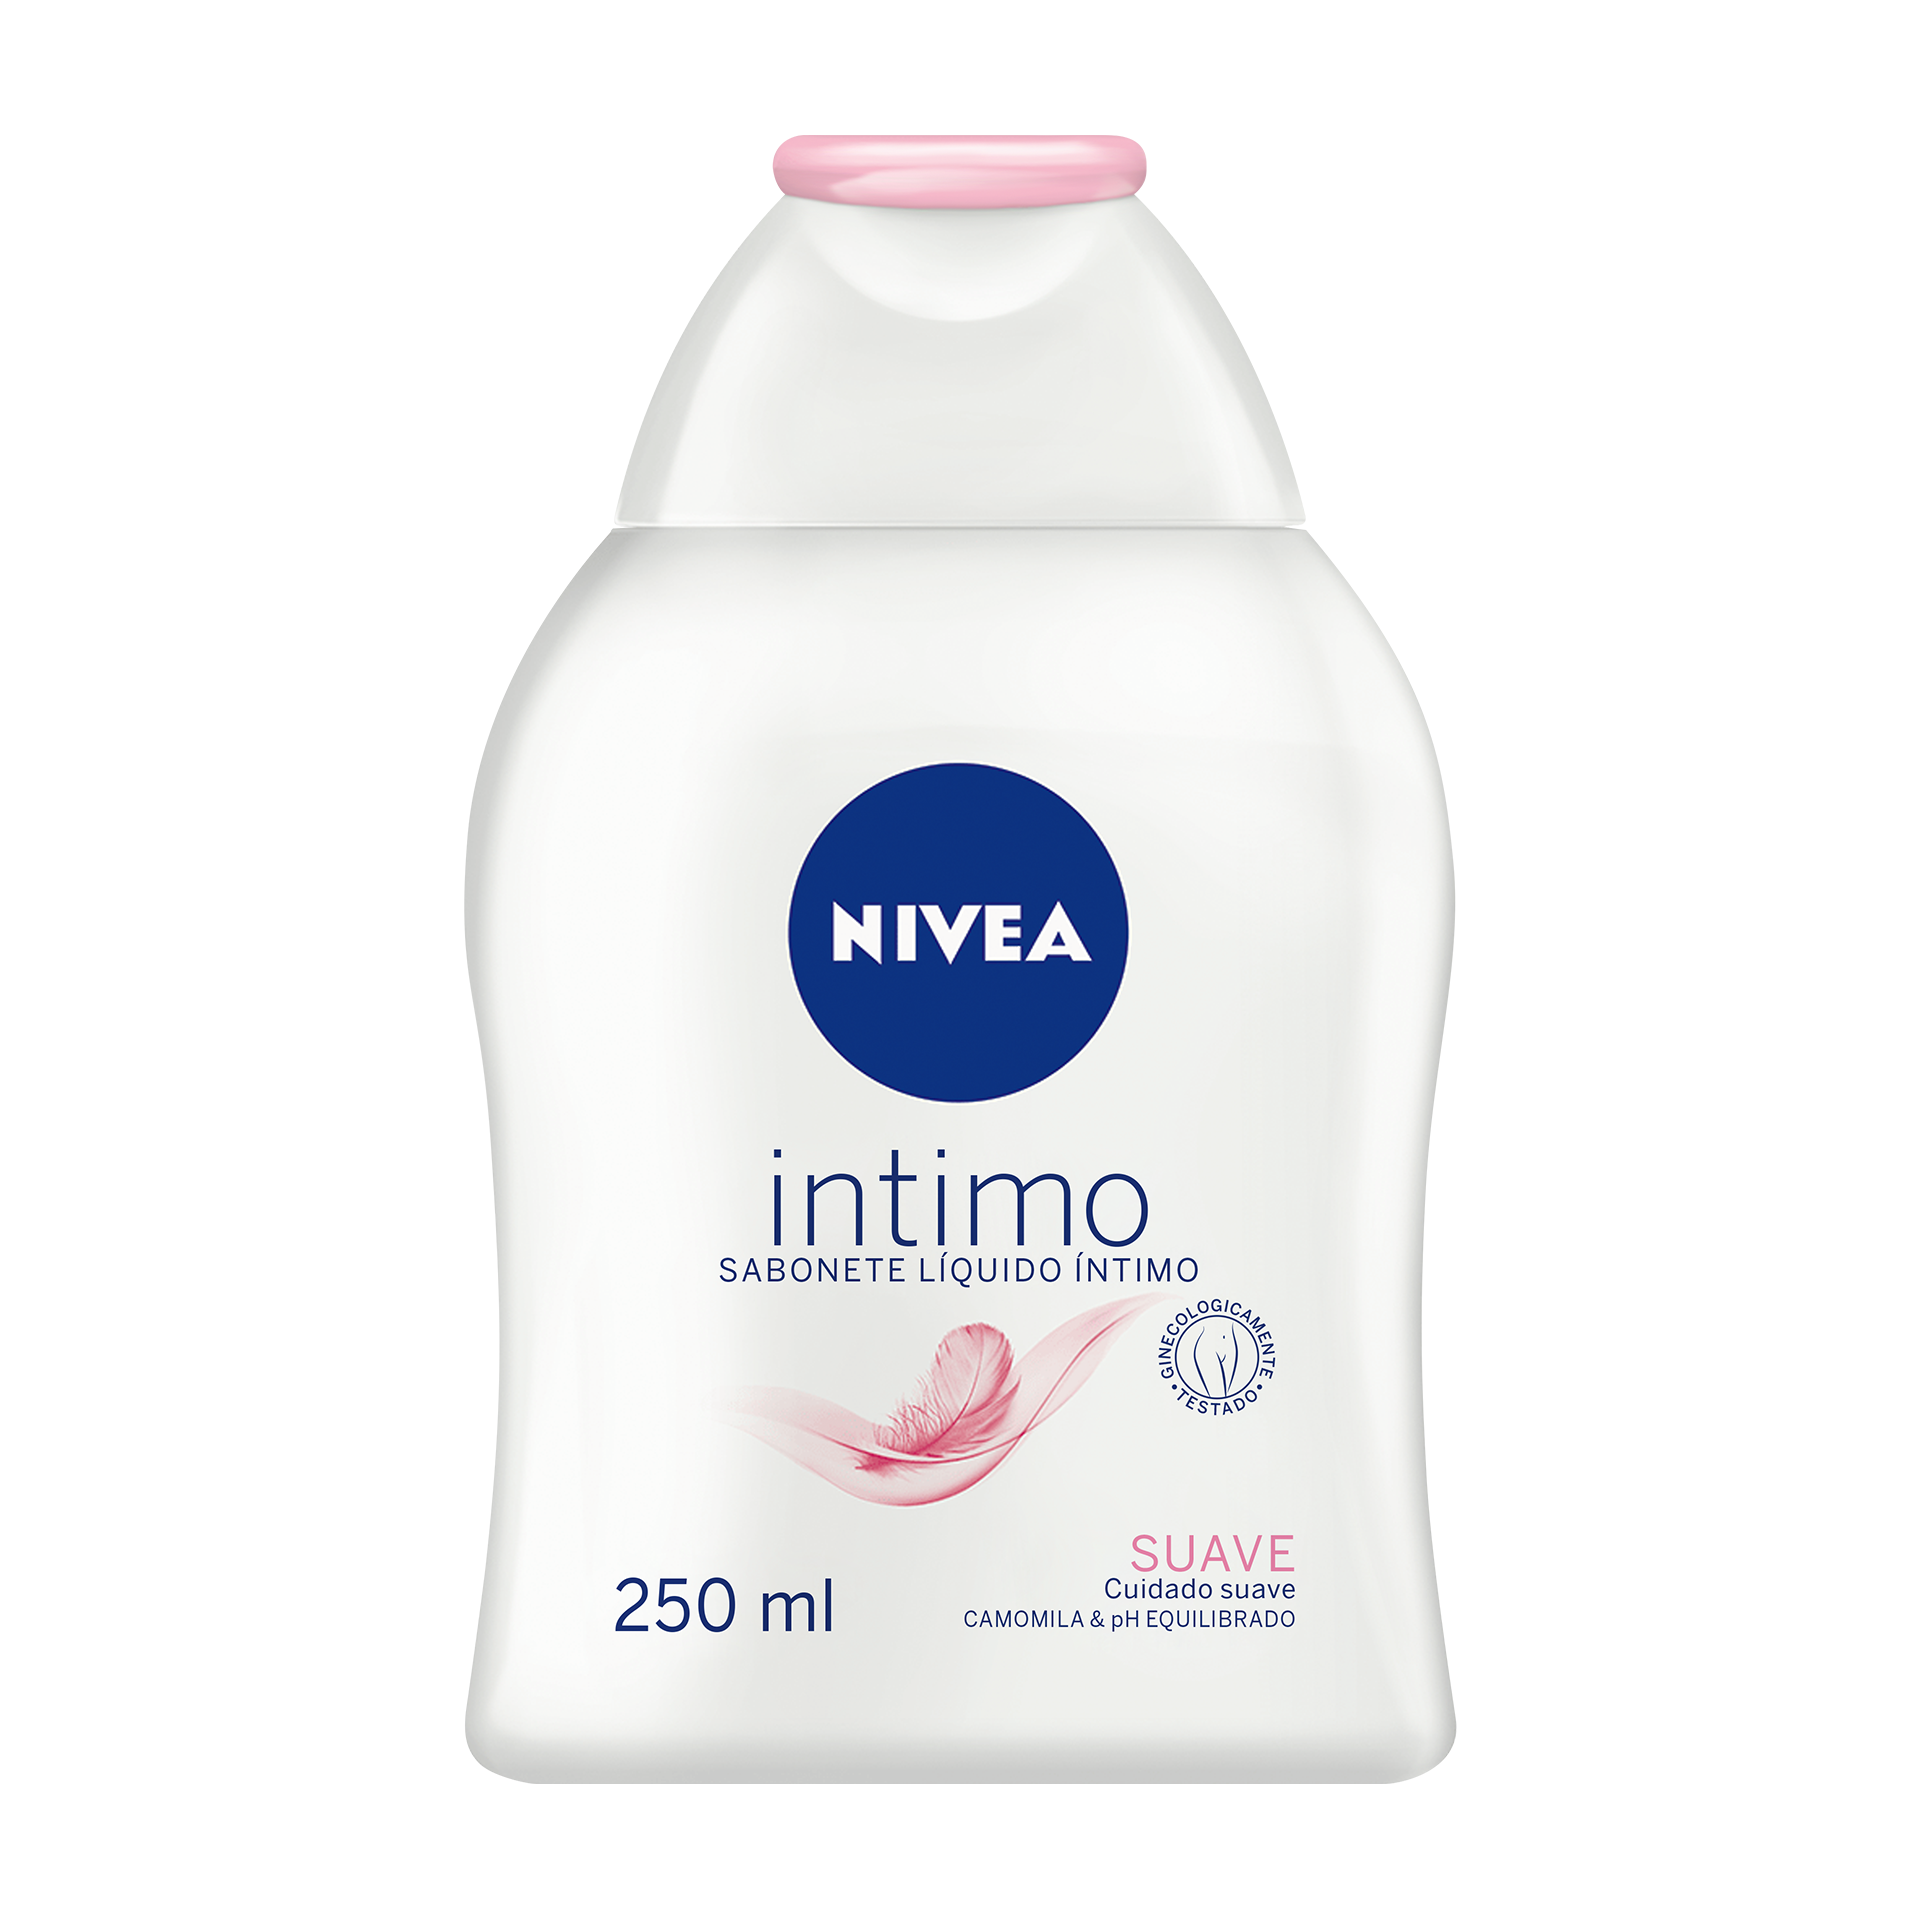 NIVEA
intimo
SABONETE LÍQUIDO ÍNTIMO
GINECOLOGICAMENTE
• TESTADO •
SUAVE
Cuidado suave
CAMOMILA & pH EQUILIBRADO
250 ml